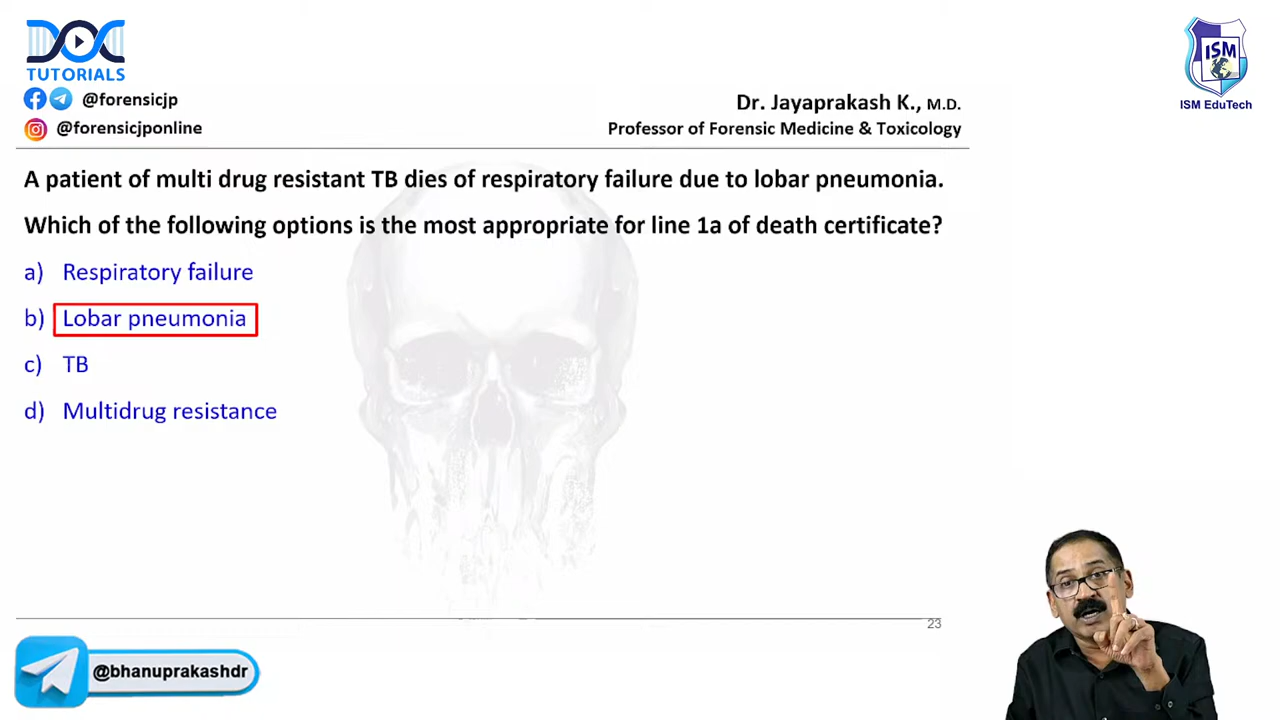 TUTORIALS
@forensicjp
@forensicjponline
ISM
ISM EduTech
Dr. Jayaprakash K., M.D.
Professor of Forensic Medicine & Toxicology
A patient of multi drug resistant TB dies of respiratory failure due to lobar pneumonia.
Which of the following options is the most appropriate for line 1a of death certificate?
a) Respiratory failure
b) Lobar pneumonia
c) TB
d) Multidrug resistance
23
@bhanuprakashdr